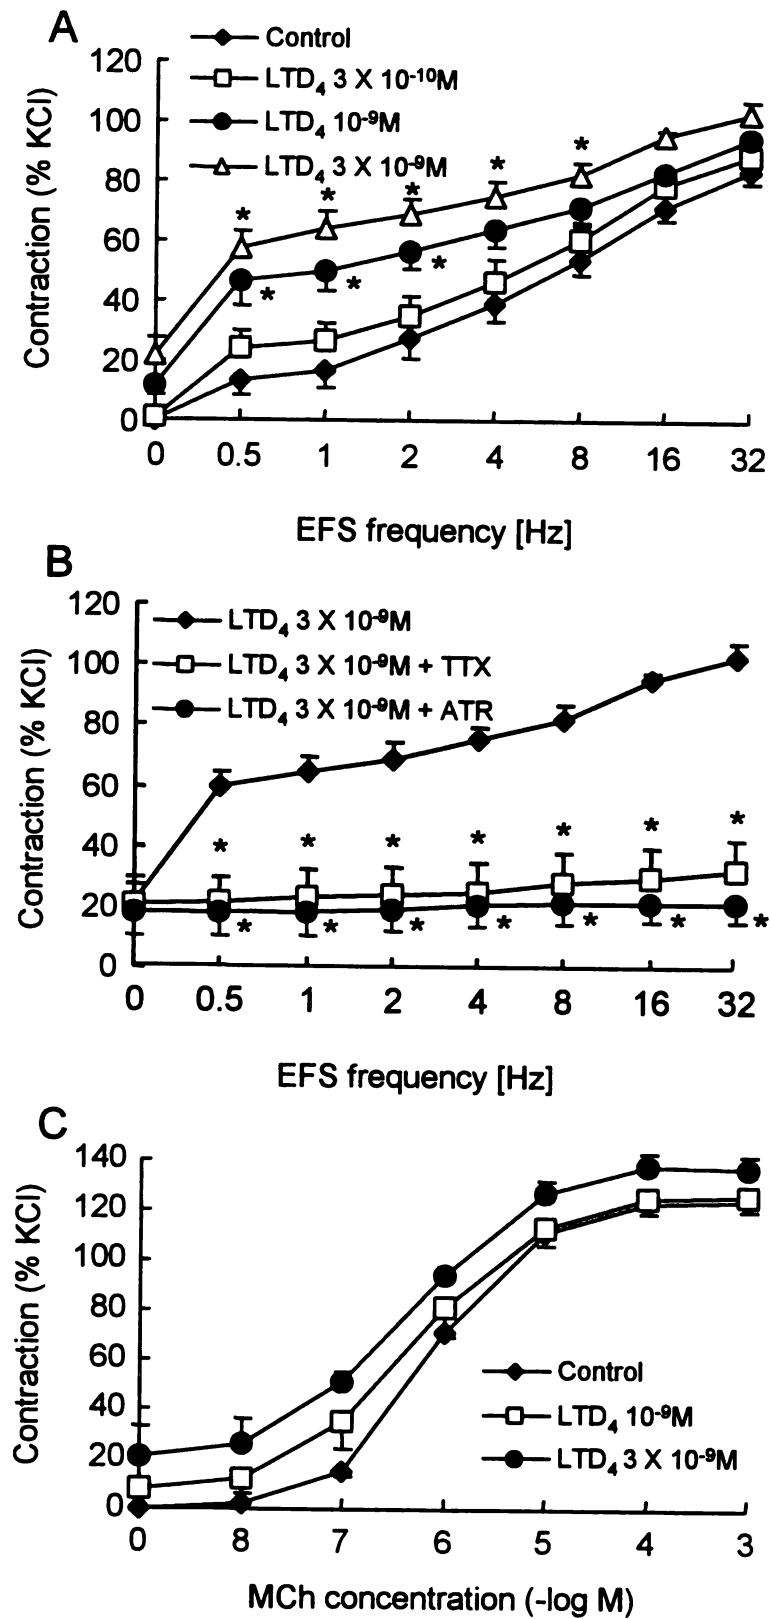 A
Control
LTD₄ 3 X 10⁻¹⁰M
LTD₄ 10⁻⁹M
LTD₄ 3 X 10⁻⁹M
Contraction (% KCl)
120
100
80
60
40
20
0
* * * * *
* * *
0 0.5 1 2 4 8 16 32
EFS frequency [Hz]
B
LTD₄ 3 X 10⁻⁹M
LTD₄ 3 X 10⁻⁹M + TTX
LTD₄ 3 X 10⁻⁹M + ATR
Contraction (% KCl)
120
100
80
60
40
20
0
* * * * * * *
* * * * * * *
0 0.5 1 2 4 8 16 32
EFS frequency [Hz]
C
Contraction (% KCl)
140
120
100
80
60
40
20
0
Control
LTD₄ 10⁻⁹M
LTD₄ 3 X 10⁻⁹M
0 8 7 6 5 4 3
MCh concentration (-log M)